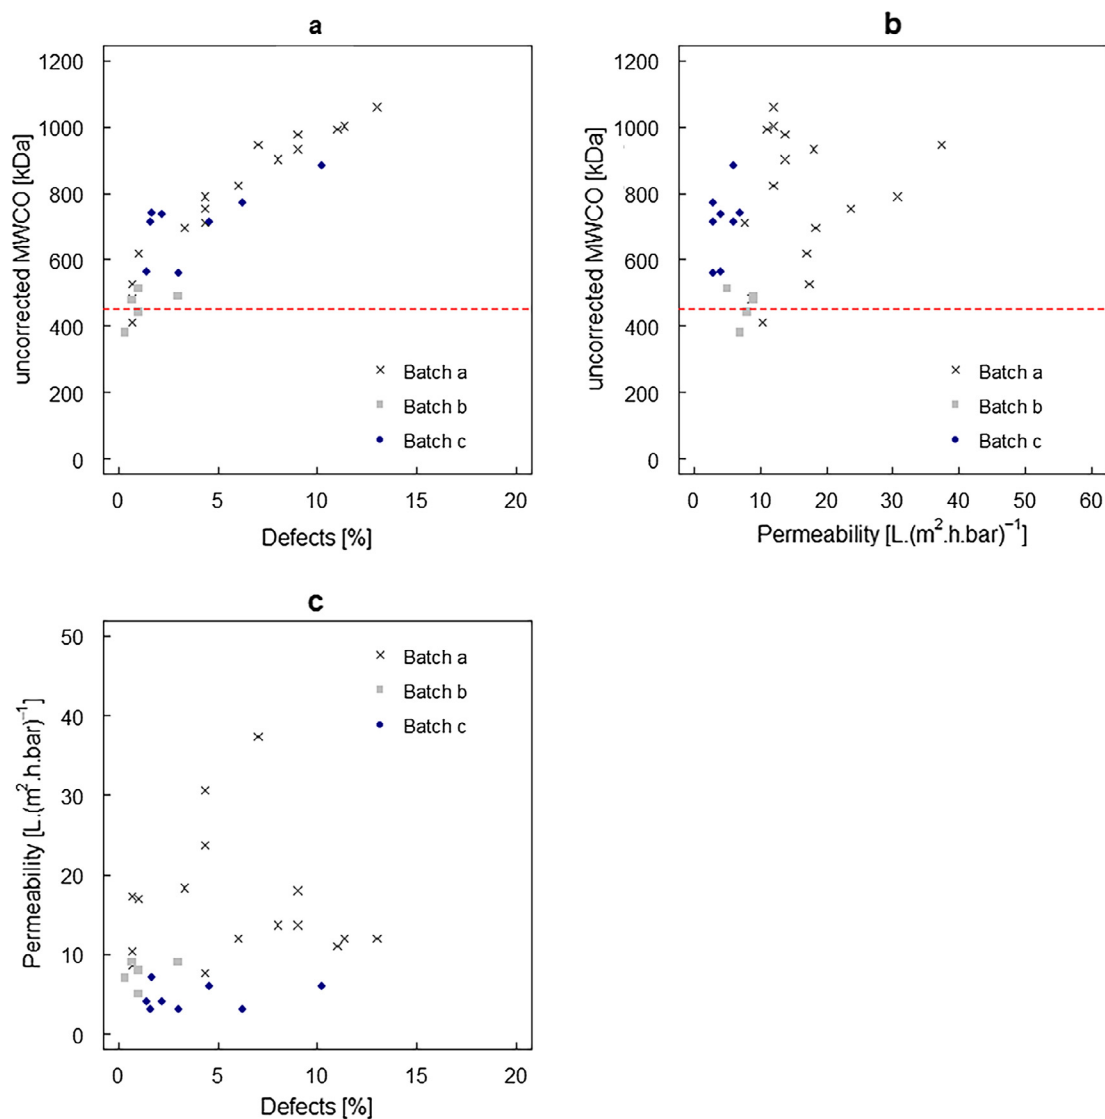 a
uncorrected MWCO [kDa]
1200
1000
800
600
400
200
0
Batch a
Batch b
Batch c
0 5 10 15 20
Defects [%]
b
uncorrected MWCO [kDa]
1200
1000
800
600
400
200
0
Batch a
Batch b
Batch c
0 10 20 30 40 50 60
Permeability [L.(m².h.bar)⁻¹]
c
Permeability [L.(m².h.bar)⁻¹]
50
40
30
20
10
0
Batch a
Batch b
Batch c
0 5 10 15 20
Defects [%]